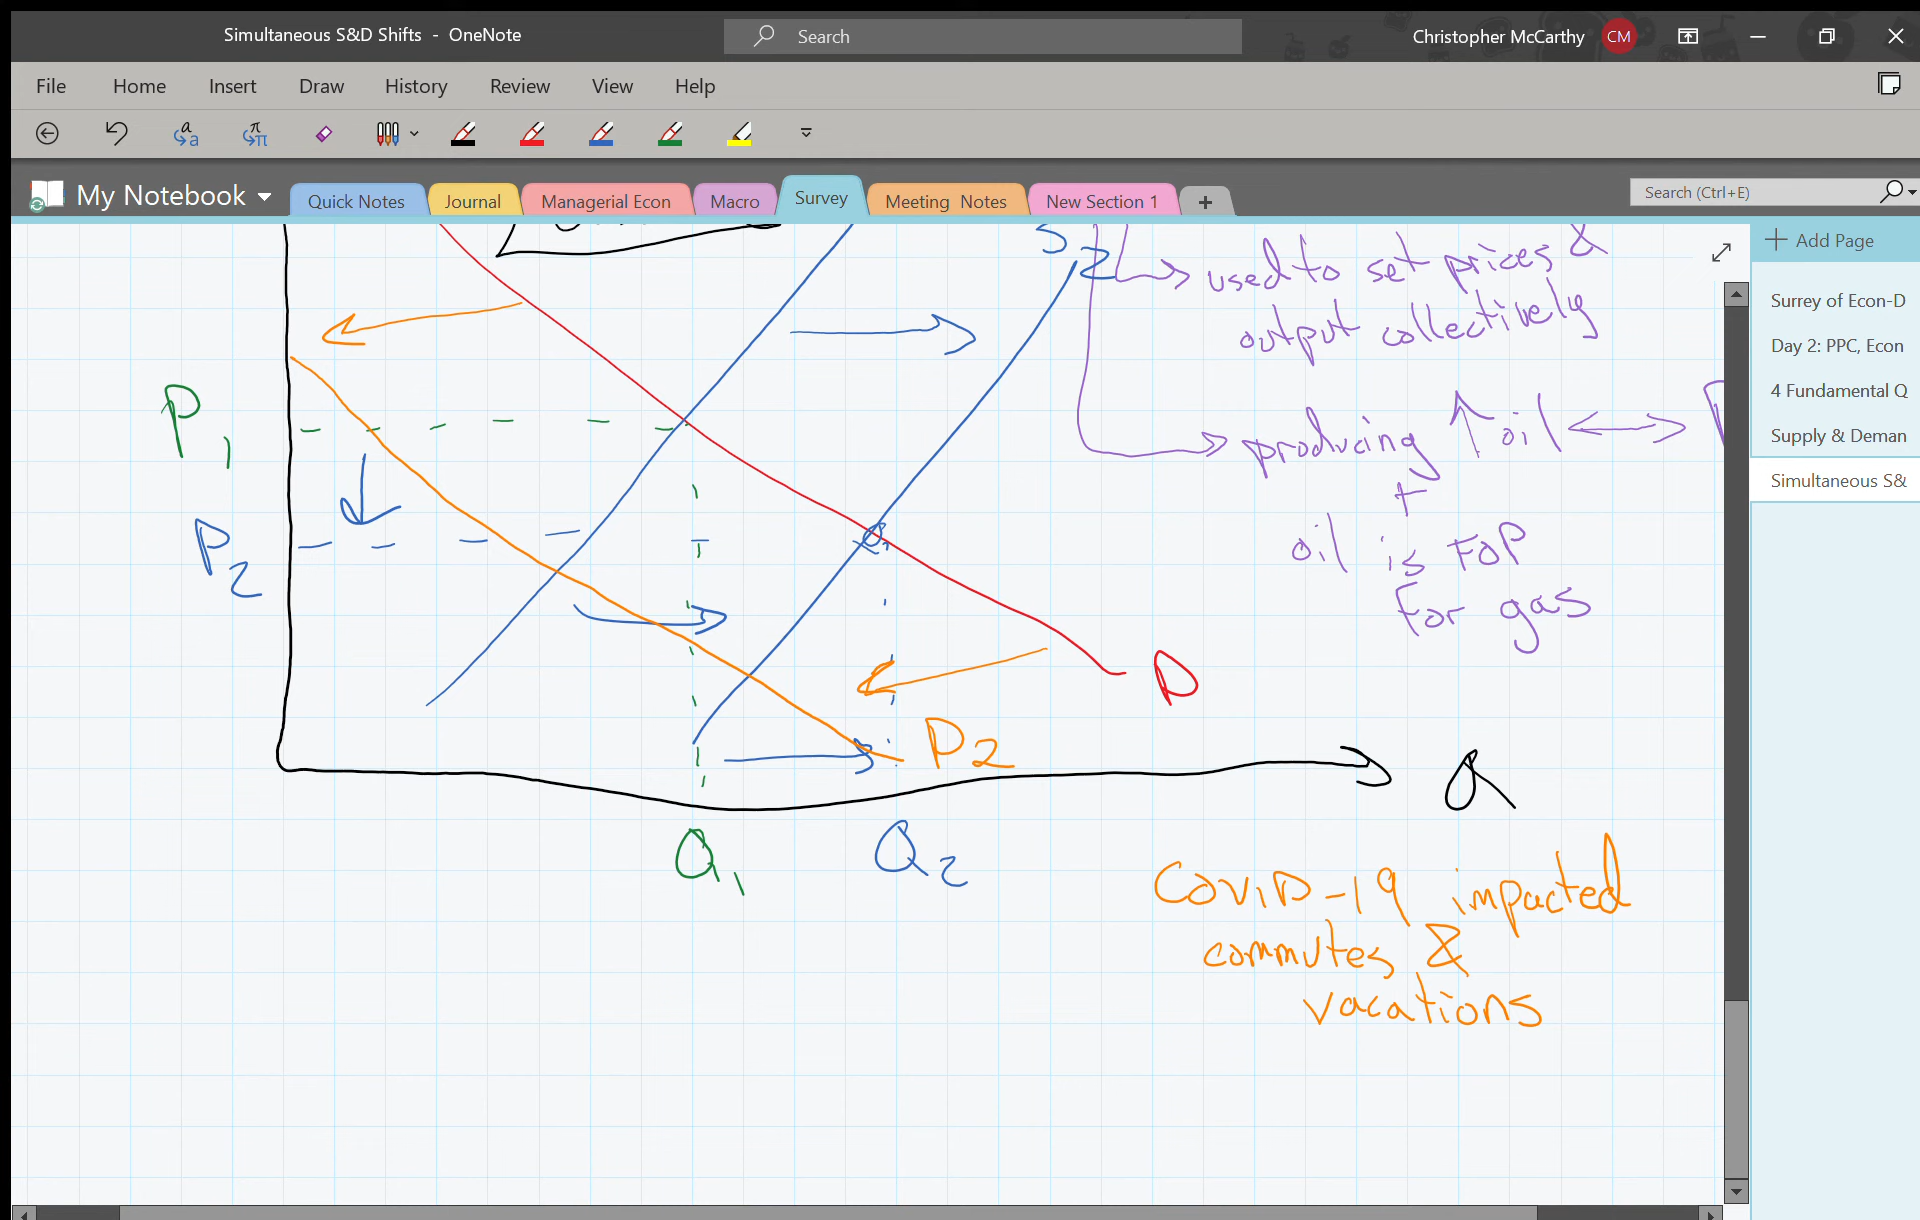 Simultaneous S&D Shifts - OneNote
Search
Christopher McCarthy CM
File Home Insert Draw History Review View Help
My Notebook
Quick Notes Journal Managerial Econ Macro Survey Meeting Notes New Section 1 +
Search (Ctrl+E)
Add Page
Surrey of Econ-D
Day 2: PPC, Econ
4 Fundamental Q
Supply & Deman
Simultaneous S&
S2
used to set prices &
output collectively
P1
producing ↑ oil ↔
+
P2
oil is FOP
for gas
D
D2
Q
Q1 Q2
COVID-19 impacted
commutes &
vacations